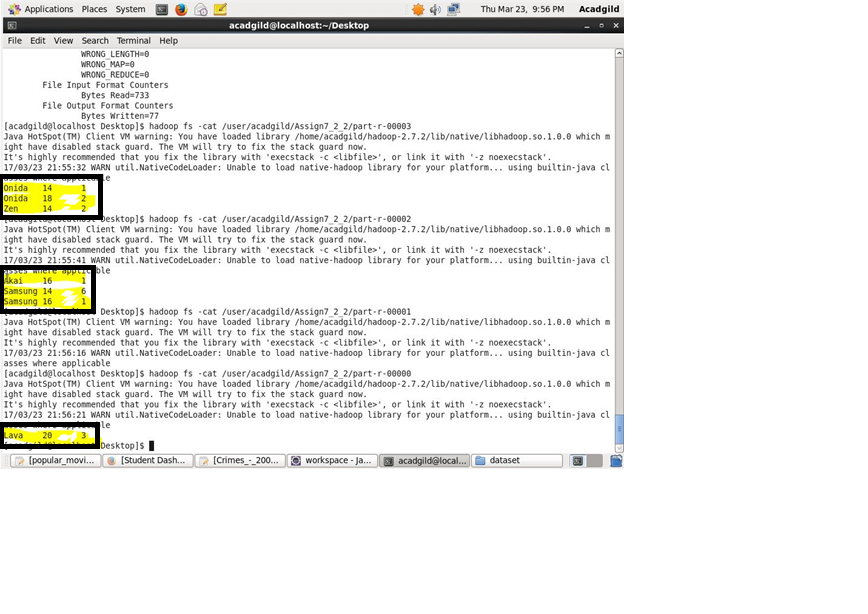 Applications Places System Thu Mar 23, 9:56 PM Acadgild
acadgild@localhost:~/Desktop
File Edit View Search Terminal Help
WRONG_LENGTH=0
WRONG_MAP=0
WRONG_REDUCE=0
File Input Format Counters
Bytes Read=733
File Output Format Counters
Bytes Written=77
[acadgild@localhost Desktop]$ hadoop fs -cat /user/acadgild/Assign7_2_2/part-r-00003
Java HotSpot(TM) Client VM warning: You have loaded library /home/acadgild/hadoop-2.7.2/lib/native/libhadoop.so.1.0.0 which m
ight have disabled stack guard. The VM will try to fix the stack guard now.
It's highly recommended that you fix the library with 'execstack -c <libfile>', or link it with '-z noexecstack'.
17/03/23 21:55:32 WARN util.NativeCodeLoader: Unable to load native-hadoop library for your platform... using builtin-java cl
asses where applicable
Onida 14 1
Onida 18 2
Zen 14 2
[acadgild@localhost Desktop]$ hadoop fs -cat /user/acadgild/Assign7_2_2/part-r-00002
Java HotSpot(TM) Client VM warning: You have loaded library /home/acadgild/hadoop-2.7.2/lib/native/libhadoop.so.1.0.0 which m
ight have disabled stack guard. The VM will try to fix the stack guard now.
It's highly recommended that you fix the library with 'execstack -c <libfile>', or link it with '-z noexecstack'.
17/03/23 21:55:41 WARN util.NativeCodeLoader: Unable to load native-hadoop library for your platform... using builtin-java cl
asses where applicable
Akai 16 1
Samsung 14 6
Samsung 16 1
[acadgild@localhost Desktop]$ hadoop fs -cat /user/acadgild/Assign7_2_2/part-r-00001
Java HotSpot(TM) Client VM warning: You have loaded library /home/acadgild/hadoop-2.7.2/lib/native/libhadoop.so.1.0.0 which m
ight have disabled stack guard. The VM will try to fix the stack guard now.
It's highly recommended that you fix the library with 'execstack -c <libfile>', or link it with '-z noexecstack'.
17/03/23 21:56:16 WARN util.NativeCodeLoader: Unable to load native-hadoop library for your platform... using builtin-java cl
asses where applicable
[acadgild@localhost Desktop]$ hadoop fs -cat /user/acadgild/Assign7_2_2/part-r-00000
Java HotSpot(TM) Client VM warning: You have loaded library /home/acadgild/hadoop-2.7.2/lib/native/libhadoop.so.1.0.0 which m
ight have disabled stack guard. The VM will try to fix the stack guard now.
It's highly recommended that you fix the library with 'execstack -c <libfile>', or link it with '-z noexecstack'.
17/03/23 21:56:21 WARN util.NativeCodeLoader: Unable to load native-hadoop library for your platform... using builtin-java cl
where applicable
Lava 20 3
Desktop]$
[popular_movi... [Student Dash... [Crimes_-_200... workspace - Ja... acadgild@local... dataset